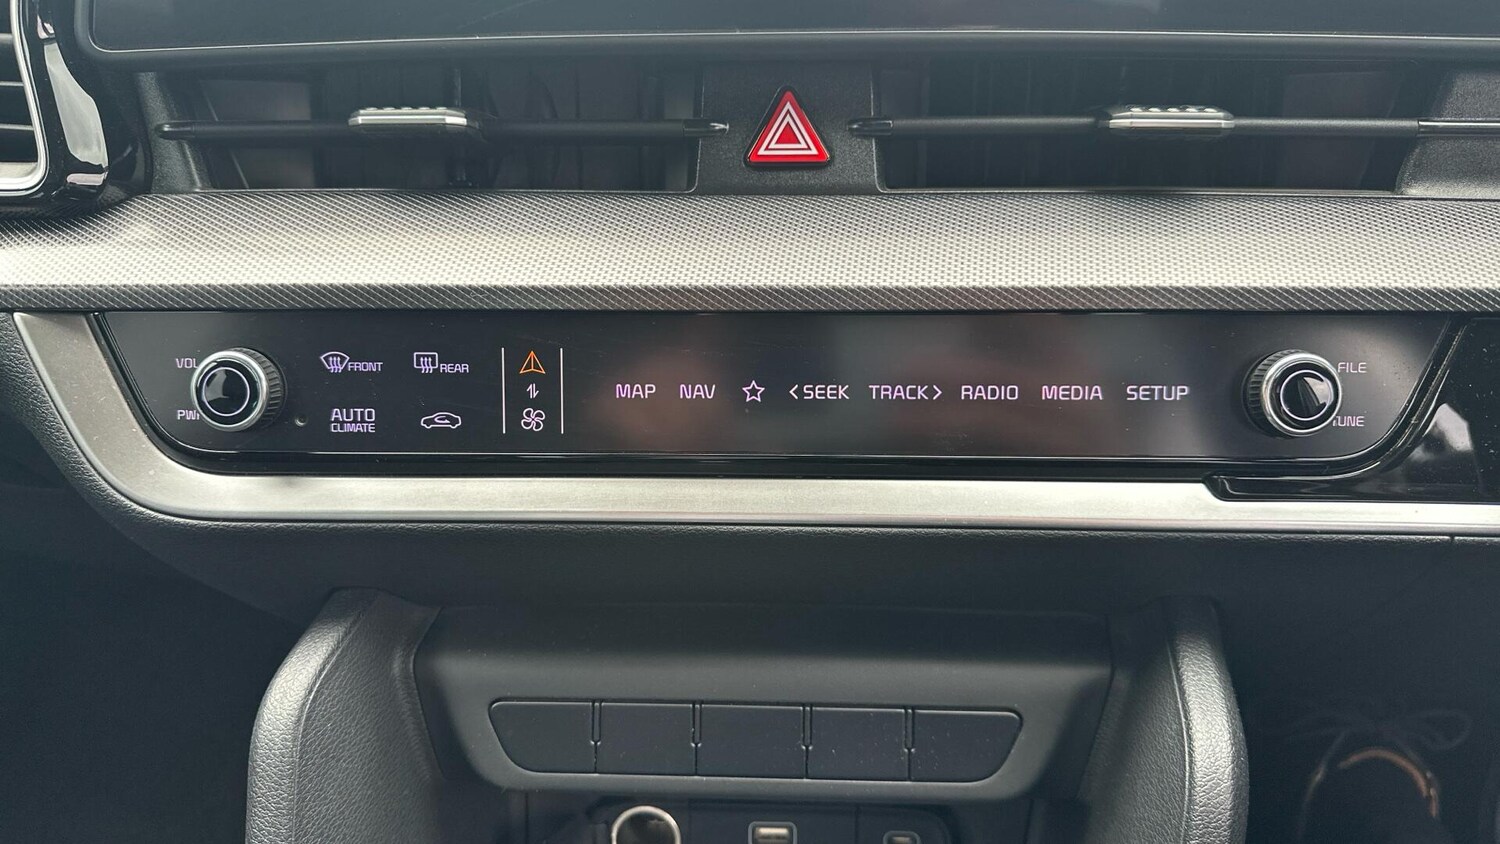 VOL
FRONT
REAR
PWR
AUTO
CLIMATE
MAP NAV SEEK TRACK RADIO MEDIA SETUP
FILE
TUNE